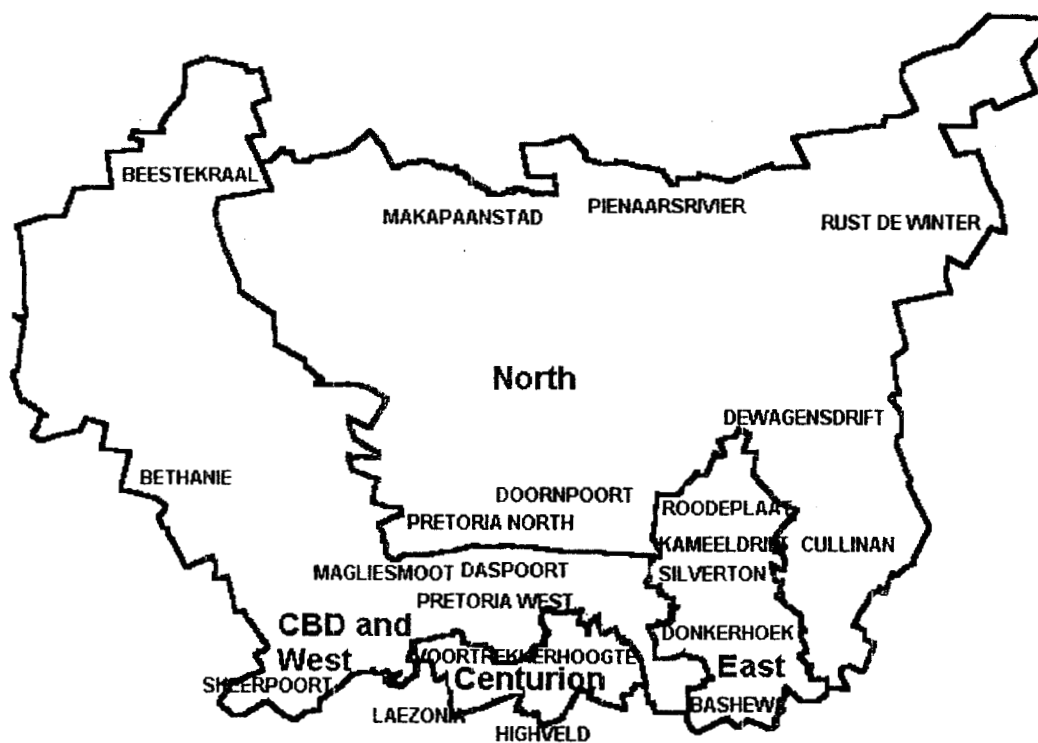 BEESTEKRAAL
MAKAPAANSTAD
PIENAARSRIVIER
RUST DE WINTER
North
DEWAGENSDRIFT
BETHANIE
DOORNPOORT
ROODEPLAAT
PRETORIA NORTH
KAMEELDRIFT
CULLINAN
MAGLIESMOOT
DASPOORT
SILVERTON
PRETORIA WEST
CBD and
West
DONKERHOEK
VOORTREKKERHOOGTE
East
Centurion
SKEERPOORT
BASHEWA
LAEZONIA
HIGHVELD